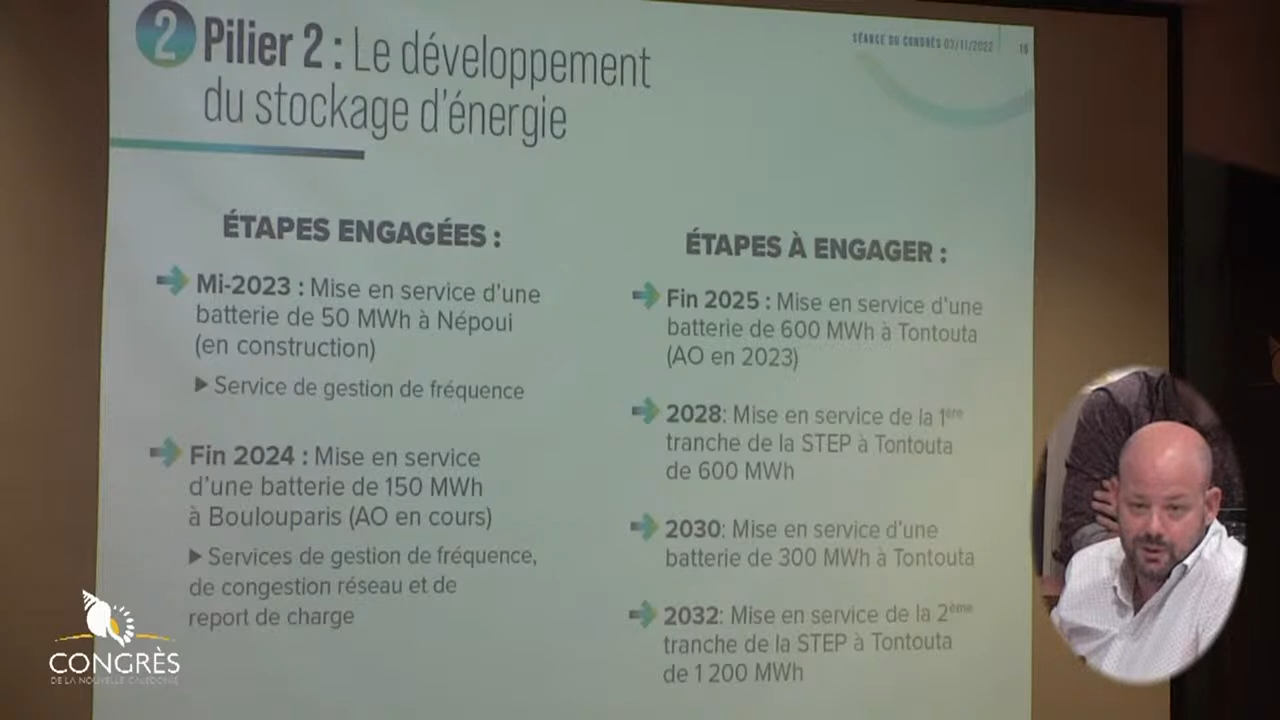 2
Pilier 2 : Le développement
du stockage d'énergie
SÉANCE DU CONGRÈS 03/11/2022
ÉTAPES ENGAGÉES :
Mi-2023 : Mise en service d'une
batterie de 50 MWh à Népoui
(en construction)
▶ Service de gestion de fréquence
Fin 2024 : Mise en service
d'une batterie de 150 MWh
à Boulouparis (AO en cours)
▶ Services de gestion de fréquence,
de congestion réseau et de
report de charge
ÉTAPES À ENGAGER :
Fin 2025 : Mise en service d'une
batterie de 600 MWh à Tontouta
(AO en 2023)
2028: Mise en service de la 1ère
tranche de la STEP à Tontouta
de 600 MWh
2030: Mise en service d'une
batterie de 300 MWh à Tontouta
2032: Mise en service de la 2ème
tranche de la STEP à Tontouta
de 1 200 MWh
CONGRÈS
DE LA NOUVELLE-CALÉDONIE